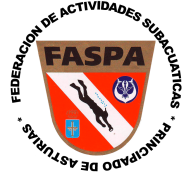 FEDERACION DE ACTIVIDADES SUBACUATICAS
* PRINCIPADO DE ASTURIAS *
FASPA